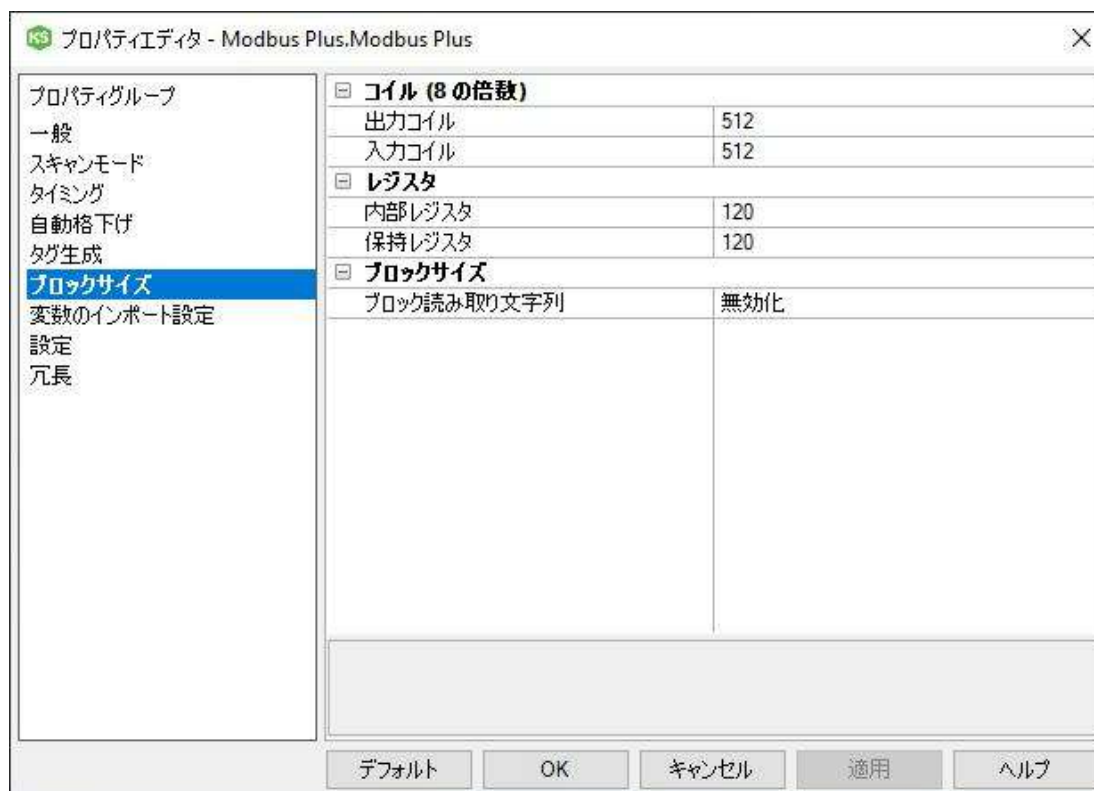 KS プロパティエディタ - Modbus Plus.Modbus Plus
プロパティグループ
一般
スキャンモード
タイミング
自動格下げ
タグ生成
ブロックサイズ
変数のインポート設定
設定
冗長
コイル (8 の倍数)
出力コイル 512
入力コイル 512
レジスタ
内部レジスタ 120
保持レジスタ 120
ブロックサイズ
ブロック読み取り文字列 無効化
デフォルト OK キャンセル 適用 ヘルプ